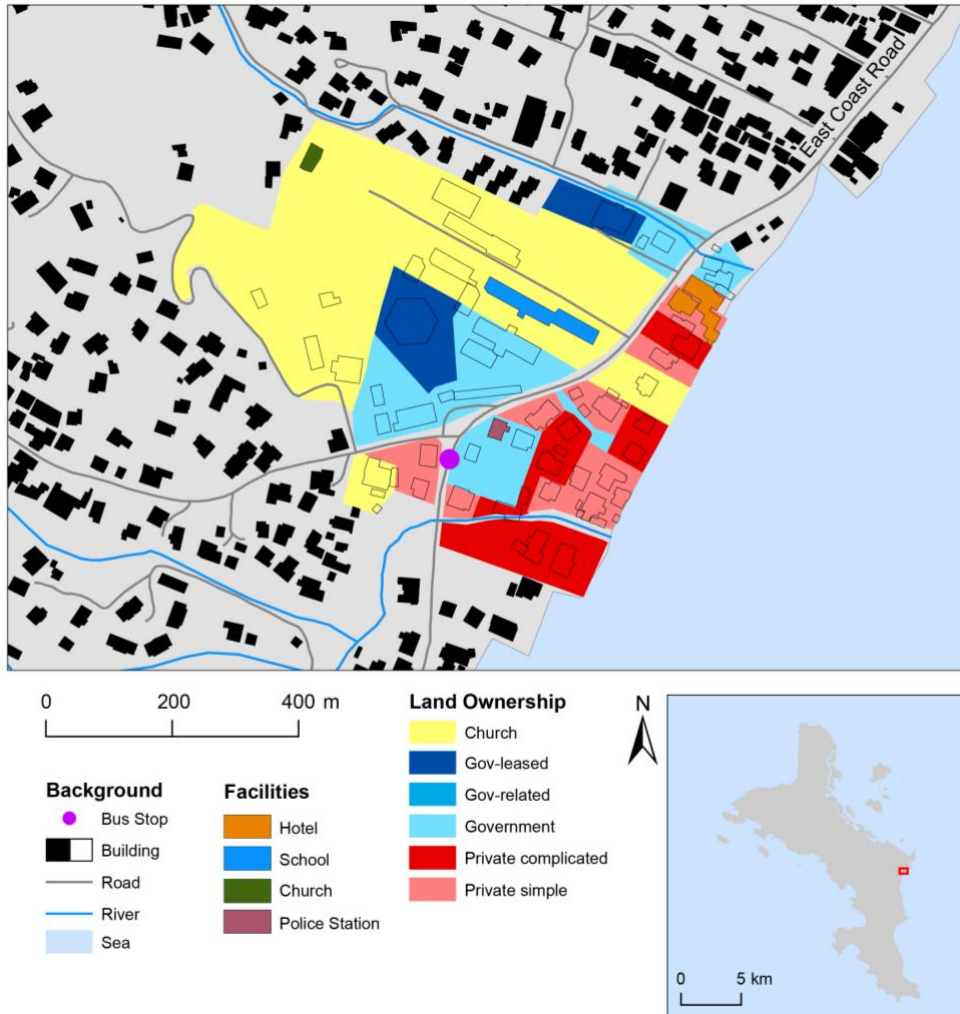 East Coast Road
0 200 400 m
Background
Bus Stop
Building
Road
River
Sea
Facilities
Hotel
School
Church
Police Station
Land Ownership
Church
Gov-leased
Gov-related
Government
Private complicated
Private simple
N
0 5 km